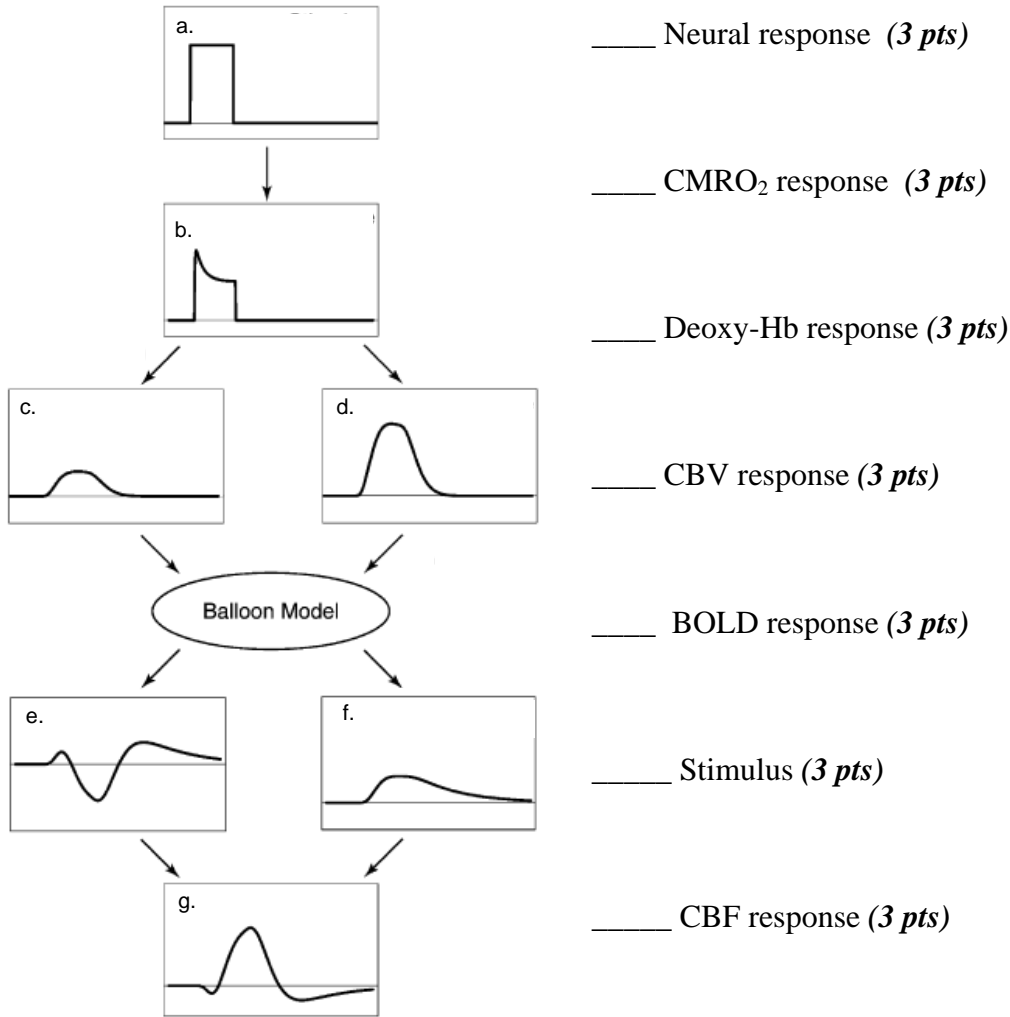 a.
____ Neural response (3 pts)
____ CMRO₂ response (3 pts)
b.
____ Deoxy-Hb response (3 pts)
c.
d.
____ CBV response (3 pts)
Balloon Model
____ BOLD response (3 pts)
e.
f.
_____ Stimulus (3 pts)
g.
_____ CBF response (3 pts)